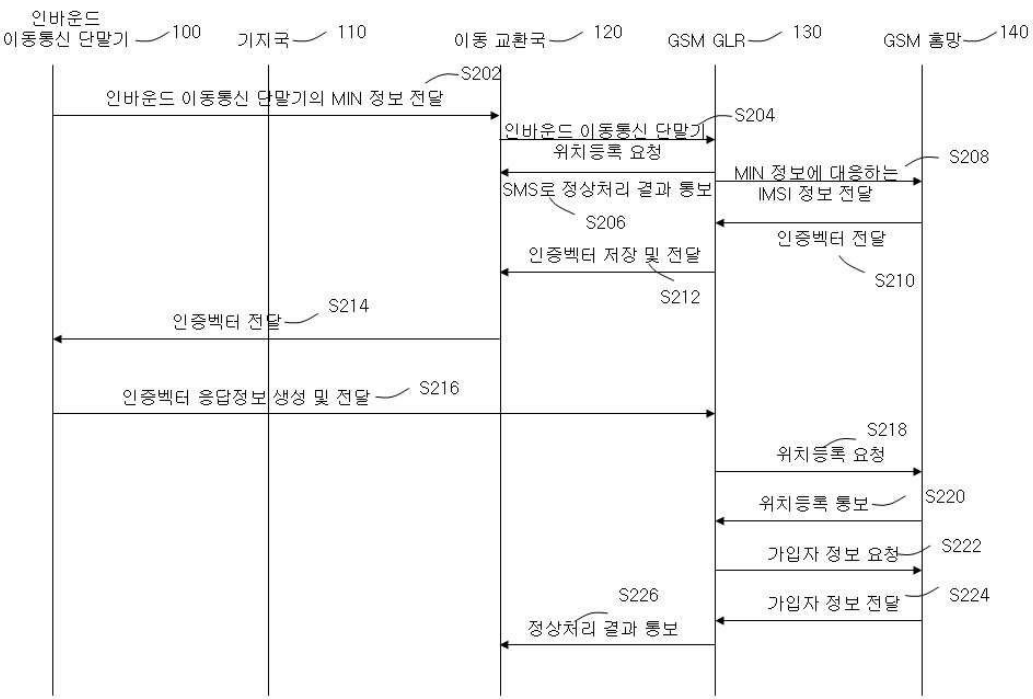 인바운드
이동통신 단말기 100
기지국 110
이동 교환국 120
GSM GLR 130
GSM 홈망 140
S202
인바운드 이동통신 단말기의 MIN 정보 전달
S204
인바운드 이동통신 단말기
위치등록 요청
S208
MIN 정보에 대응하는
IMSI 정보 전달
SMS로 정상처리 결과 통보
S206
인증벡터 전달
S210
인증벡터 저장 및 전달
S212
S214
인증벡터 전달
S216
인증벡터 응답정보 생성 및 전달
S218
위치등록 요청
S220
위치등록 통보
S222
가입자 정보 요청
S224
가입자 정보 전달
S226
정상처리 결과 통보